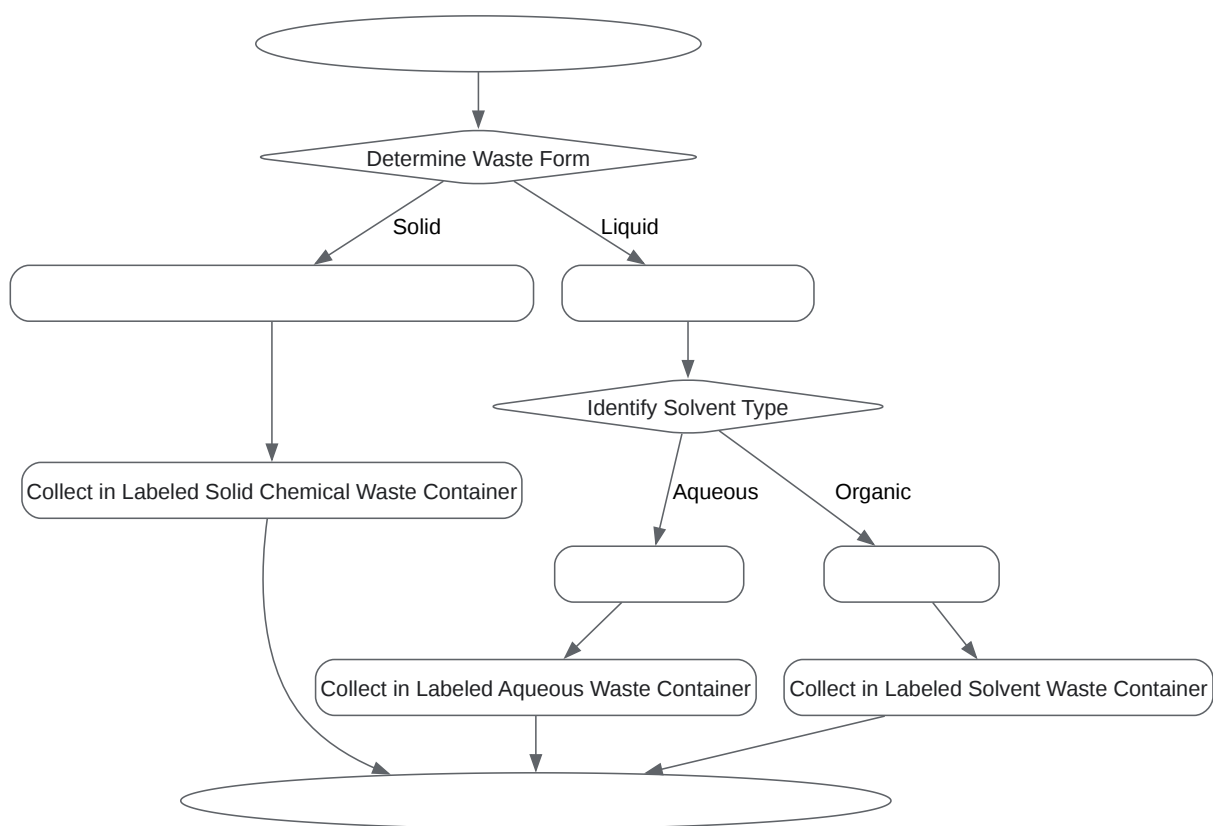 Determine Waste Form
Solid
Liquid
Identify Solvent Type
Collect in Labeled Solid Chemical Waste Container
Aqueous
Organic
Collect in Labeled Aqueous Waste Container
Collect in Labeled Solvent Waste Container